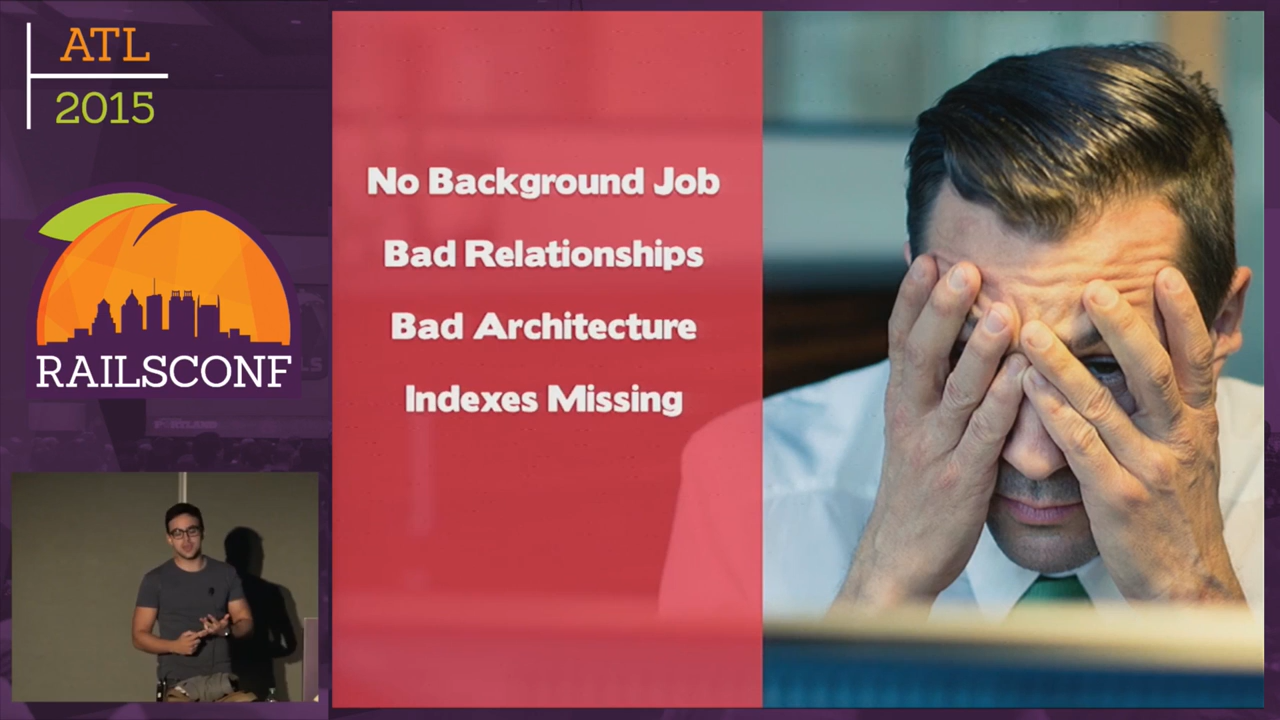 ATL
2015
RAILSCONF
No Background Job
Bad Relationships
Bad Architecture
Indexes Missing